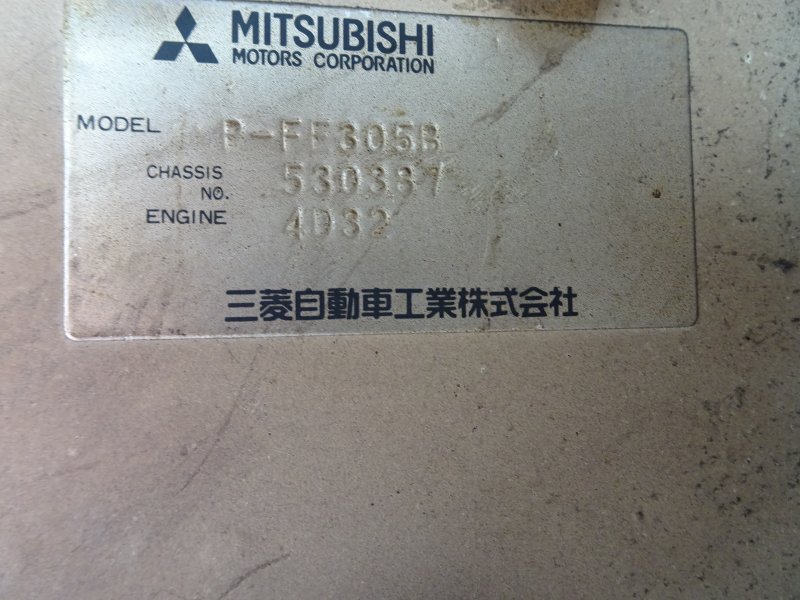 MITSUBISHI
MOTORS CORPORATION
MODEL P-FE305B
CHASSIS NO. 530387
ENGINE 4D32
三菱自動車工業株式会社